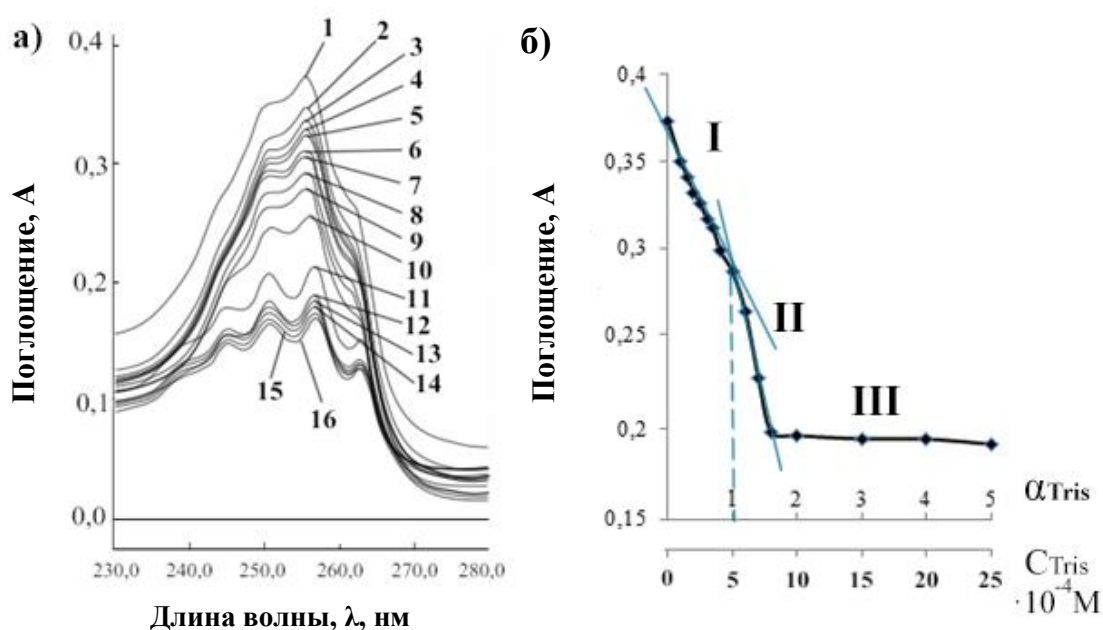 а)
0,4
0,3
0,2
0,1
0,0
230,0 240,0 250,0 260,0 270,0 280,0
Поглощение, А
Длина волны, λ, нм
1
2
3
4
5
6
7
8
9
10
11
12
13
14
15
16
б)
0,4
0,35
0,3
0,25
0,2
0,15
Поглощение, А
I
II
III
1 2 3 4 5 αTris
0 5 10 15 20 25 CTris
·10⁻⁴M